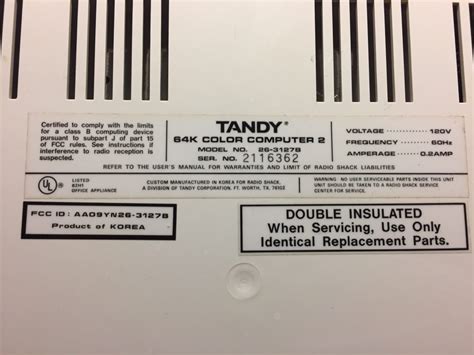 Certified to comply with the limits
for a class B computing device
pursuant to subpart J of part 15
of FCC rules. See instructions if
interference to radio reception is
suspected.
TANDY®
64K COLOR COMPUTER 2
MODEL NO. 26-3127B
SER. NO. 2116362
VOLTAGE 120V
FREQUENCY 60Hz
AMPERAGE 0.2AMP
REFER TO THE USER'S MANUAL FOR WARRANTIES AND LIMIT OF RADIO SHACK LIABILITIES
UL® LISTED
82H1
OFFICE APPLIANCE
CUSTOM MANUFACTURED IN KOREA FOR RADIO SHACK,
A DIVISION OF TANDY CORPORATION, FT. WORTH, TX, 76102
WARNING: NO USER SERVICEABLE PARTS INSIDE THIS UNIT
UNIT SHOULD BE TAKEN TO A RADIO SHACK SERVICE
CENTER FOR SERVICE.
FCC ID: AAO9YN26-3127B
Product of KOREA
DOUBLE INSULATED
When Servicing, Use Only
Identical Replacement Parts.